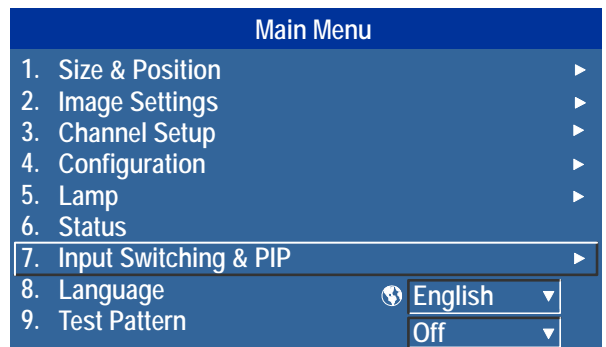 Main Menu
1. Size & Position
2. Image Settings
3. Channel Setup
4. Configuration
5. Lamp
6. Status
7. Input Switching & PIP
8. Language English
9. Test Pattern Off